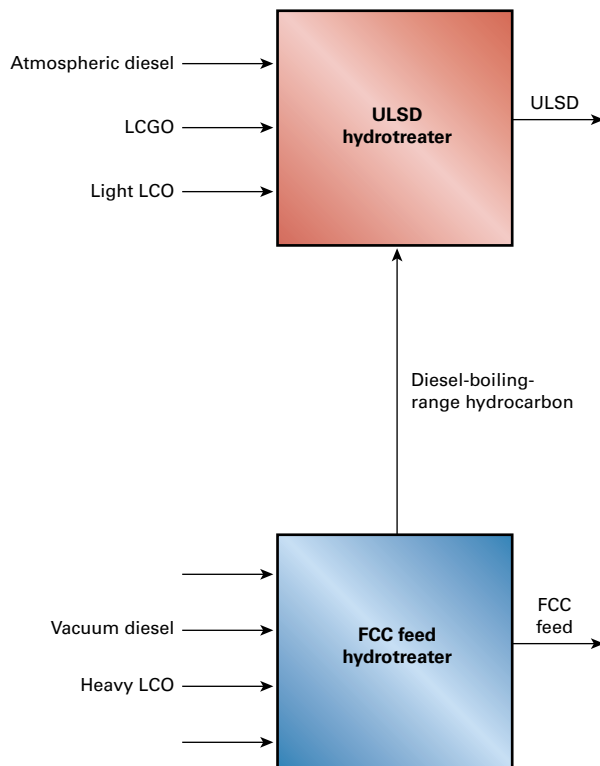 Atmospheric diesel
LCGO
Light LCO
ULSD
hydrotreater
ULSD
Diesel-boiling-
range hydrocarbon
Vacuum diesel
Heavy LCO
FCC feed
hydrotreater
FCC
feed